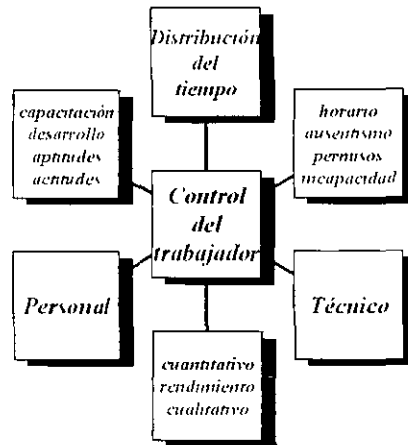 Distribución
del
tiempo
capacitación
desarrollo
aptitudes
actitudes
horario
ausentismo
permisos
incapacidad
Control
del
trabajador
Personal
Técnico
cuantitativo
rendimiento
cualitativo